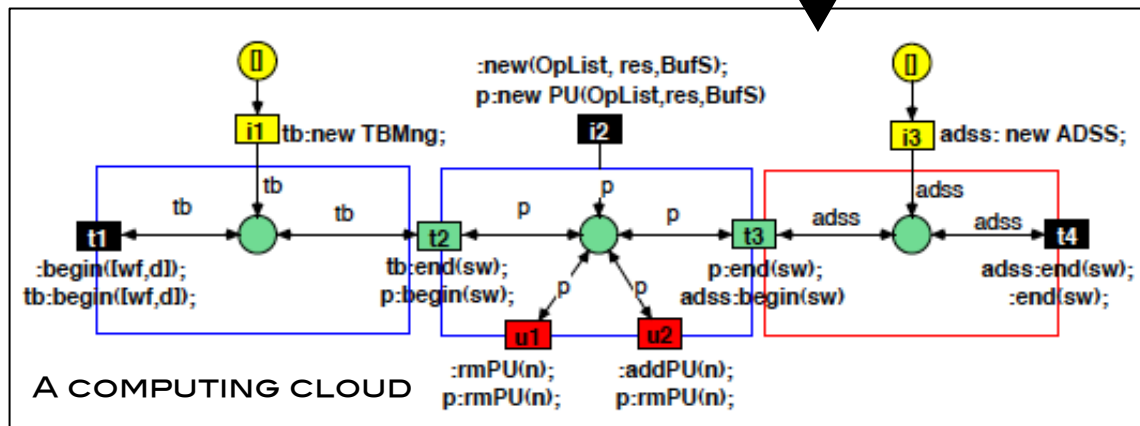 []
:new(OpList, res,BufS);
p:new PU(OpList,res,BufS)
[]
i1
tb:new TBMng;
i2
i3
adss: new ADSS;
tb
p
adss
tb
tb
p
p
adss
adss
t1
t2
t3
t4
:begin([wf,d]);
tb:begin([wf,d]);
tb:end(sw);
p:begin(sw);
p
p
p:end(sw);
adss:begin(sw)
adss:end(sw);
:end(sw);
u1
u2
:rmPU(n);
p:rmPU(n);
:addPU(n);
p:rmPU(n);
A COMPUTING CLOUD